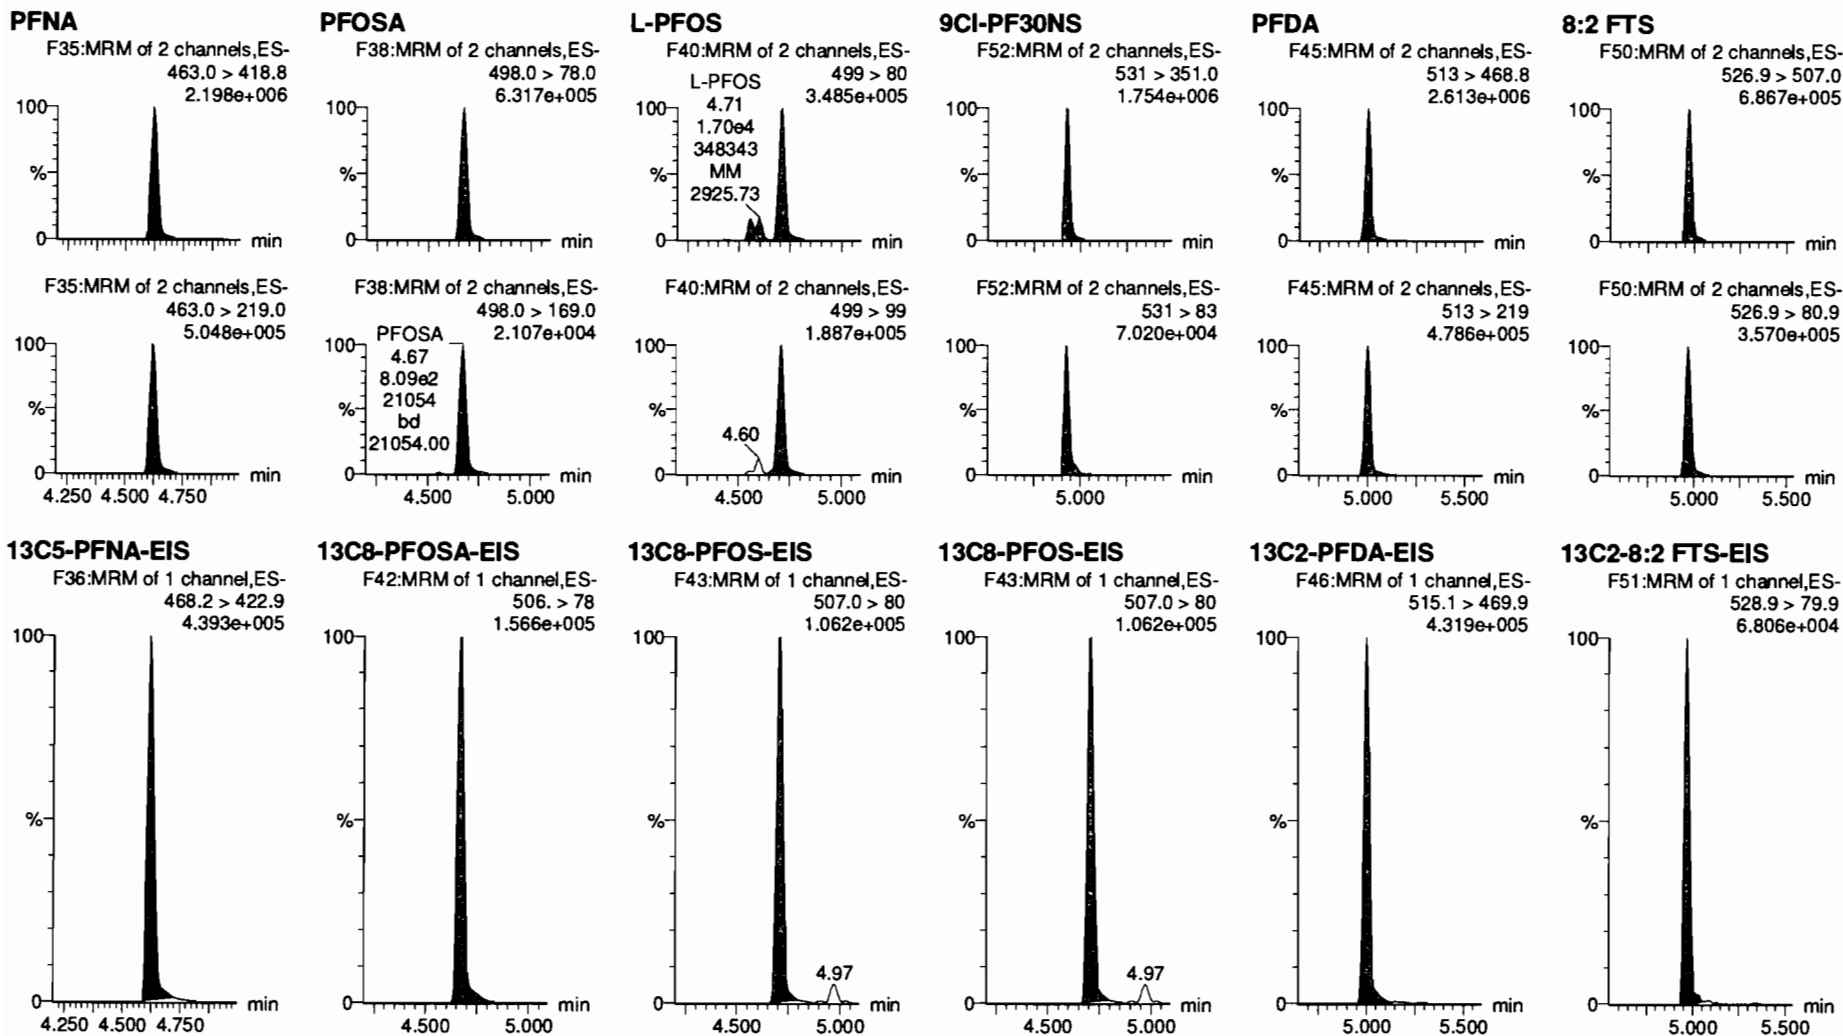 PFNA
F35:MRM of 2 channels,ES-
463.0 > 418.8
2.198e+006
100
%
0
min
F35:MRM of 2 channels,ES-
463.0 > 219.0
5.048e+005
100
%
0
min
4.250 4.500 4.750
PFOSA
F38:MRM of 2 channels,ES-
498.0 > 78.0
6.317e+005
100
%
0
min
F38:MRM of 2 channels,ES-
498.0 > 169.0
2.107e+004
PFOSA
4.67
8.09e2
21054
bd
21054.00
100
%
0
min
4.500 5.000
L-PFOS
F40:MRM of 2 channels,ES-
499 > 80
3.485e+005
L-PFOS
4.71
1.70e4
348343
MM
2925.73
100
%
0
min
F40:MRM of 2 channels,ES-
499 > 99
1.887e+005
100
4.60
%
0
min
4.500 5.000
9Cl-PF30NS
F52:MRM of 2 channels,ES-
531 > 351.0
1.754e+006
100
%
0
min
F52:MRM of 2 channels,ES-
531 > 83
7.020e+004
100
%
0
min
5.000
PFDA
F45:MRM of 2 channels,ES-
513 > 468.8
2.613e+006
100
%
0
min
F45:MRM of 2 channels,ES-
513 > 219
4.786e+005
100
%
0
min
5.000 5.500
8:2 FTS
F50:MRM of 2 channels,ES-
526.9 > 507.0
6.867e+005
100
%
0
min
F50:MRM of 2 channels,ES-
526.9 > 80.9
3.570e+005
100
%
0
min
5.000 5.500
13C5-PFNA-EIS
F36:MRM of 1 channel,ES-
468.2 > 422.9
4.393e+005
100
%
0
min
4.250 4.500 4.750
13C8-PFOSA-EIS
F42:MRM of 1 channel,ES-
506. > 78
1.566e+005
100
%
0
min
4.500 5.000
13C8-PFOS-EIS
F43:MRM of 1 channel,ES-
507.0 > 80
1.062e+005
100
%
4.97
0
min
4.500 5.000
13C8-PFOS-EIS
F43:MRM of 1 channel,ES-
507.0 > 80
1.062e+005
100
%
4.97
0
min
4.500 5.000
13C2-PFDA-EIS
F46:MRM of 1 channel,ES-
515.1 > 469.9
4.319e+005
100
%
0
min
5.000 5.500
13C2-8:2 FTS-EIS
F51:MRM of 1 channel,ES-
528.9 > 79.9
6.806e+004
100
%
0
min
5.000 5.500